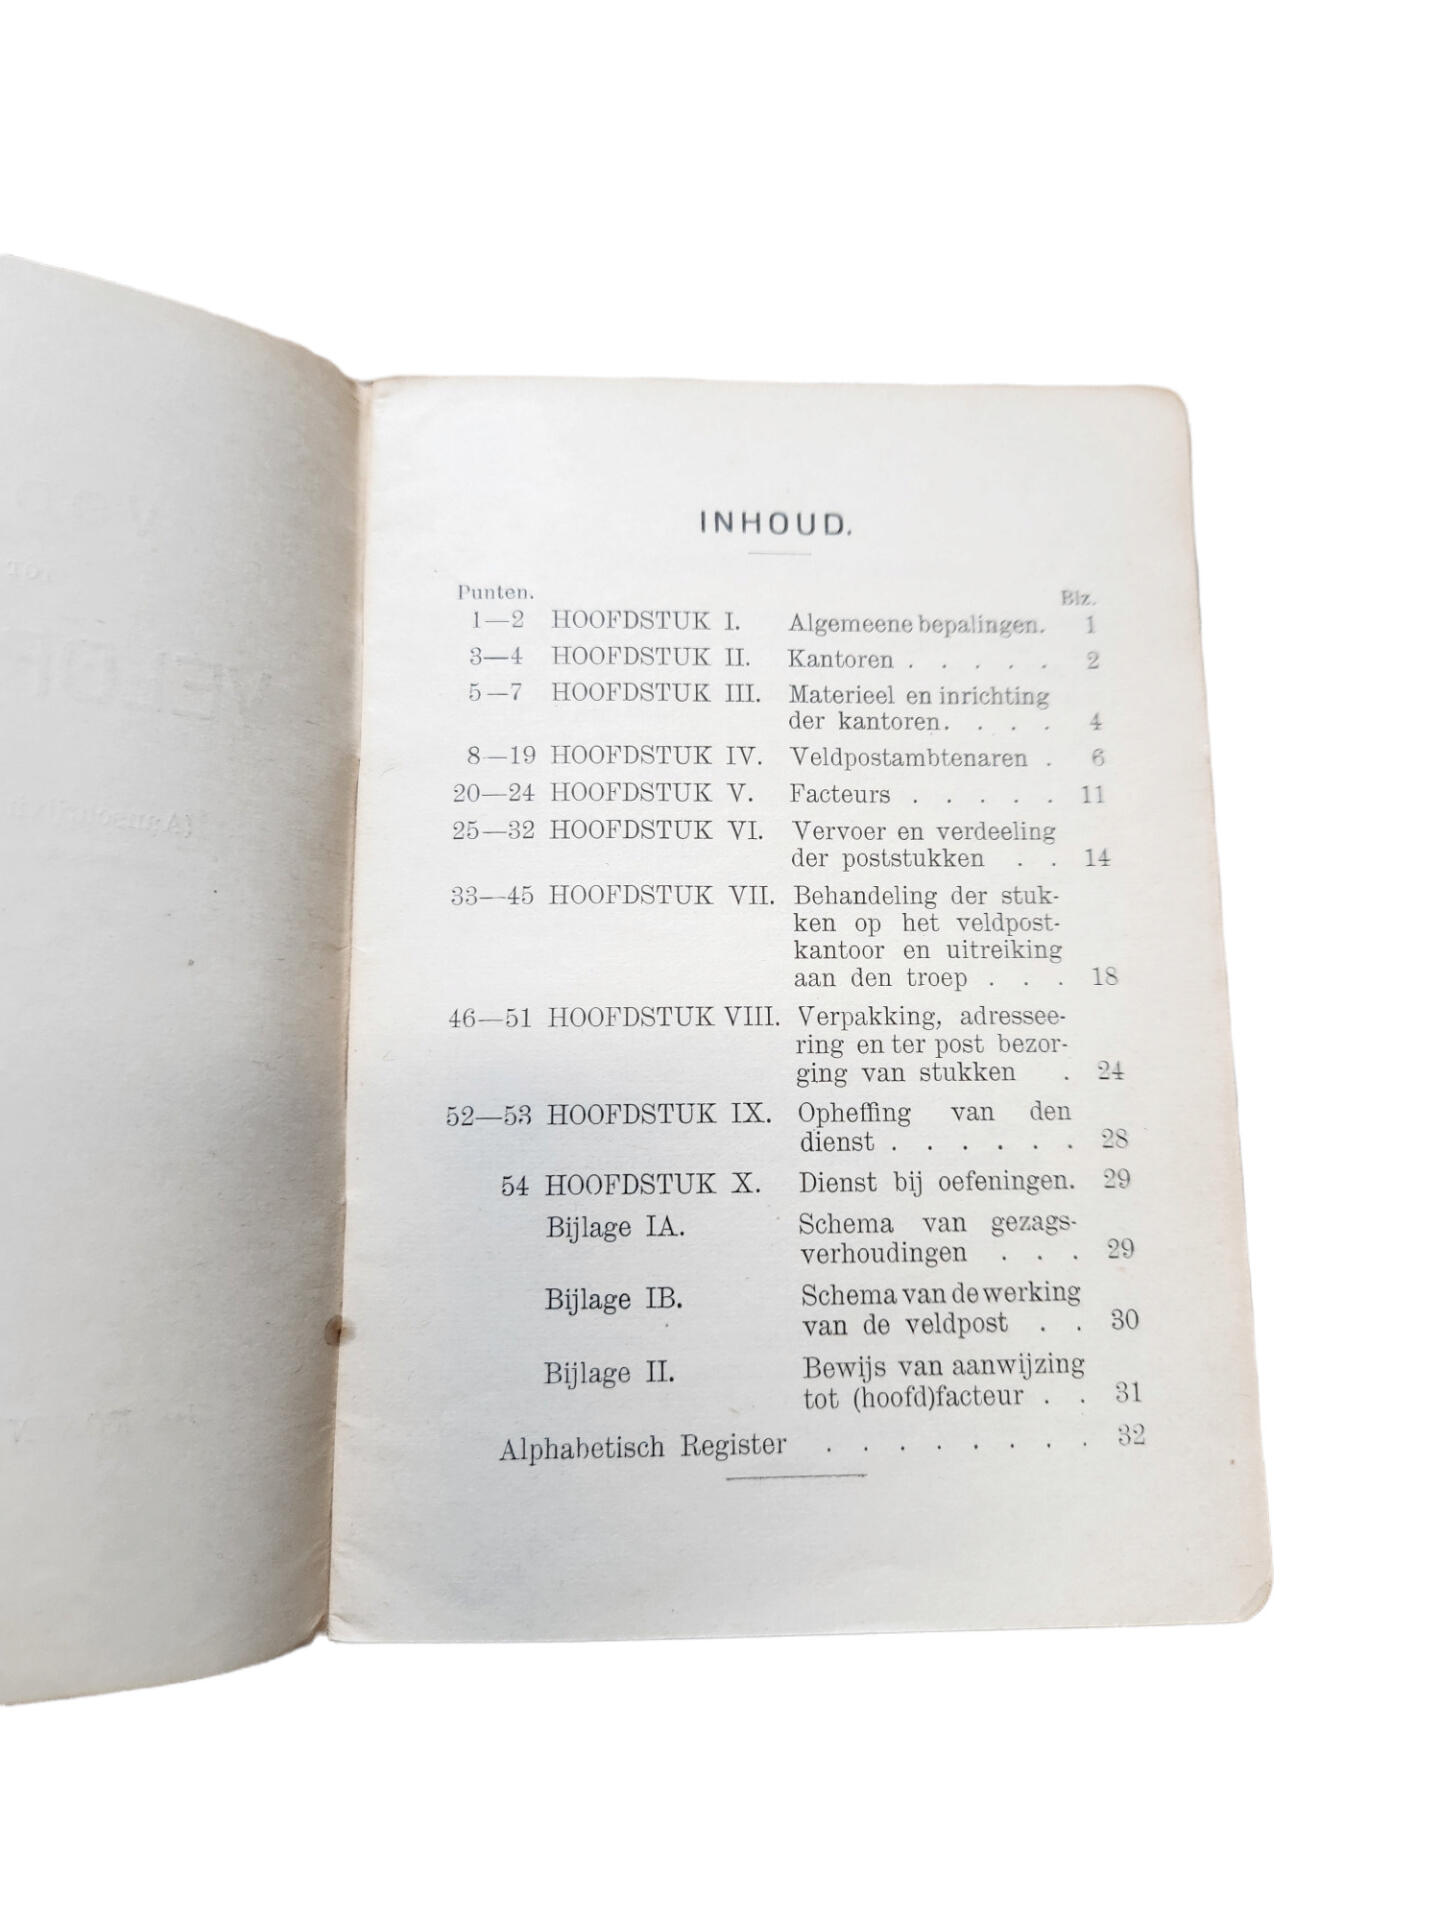 INHOUD.
Punten. Blz.
1—2 HOOFDSTUK I. Algemeene bepalingen. 1
3—4 HOOFDSTUK II. Kantoren . . . . . 2
5—7 HOOFDSTUK III. Materieel en inrichting
der kantoren. . . . . 4
8—19 HOOFDSTUK IV. Veldpostambtenaren . 6
20—24 HOOFDSTUK V. Facteurs . . . . . 11
25—32 HOOFDSTUK VI. Vervoer en verdeeling
der poststukken . . 14
33—45 HOOFDSTUK VII. Behandeling der stuk-
ken op het veldpost-
kantoor en uitreiking
aan den troep . . . 18
46—51 HOOFDSTUK VIII. Verpakking, adressee-
ring en ter post bezor-
ging van stukken . 24
52—53 HOOFDSTUK IX. Opheffing van den
dienst . . . . . . 28
54 HOOFDSTUK X. Dienst bij oefeningen. 29
Bijlage IA. Schema van gezags-
verhoudingen . . . 29
Bijlage IB. Schema van de werking
van de veldpost . . 30
Bijlage II. Bewijs van aanwijzing
tot (hoofd)facteur . . 31
Alphabetisch Register . . . . . . . . 32